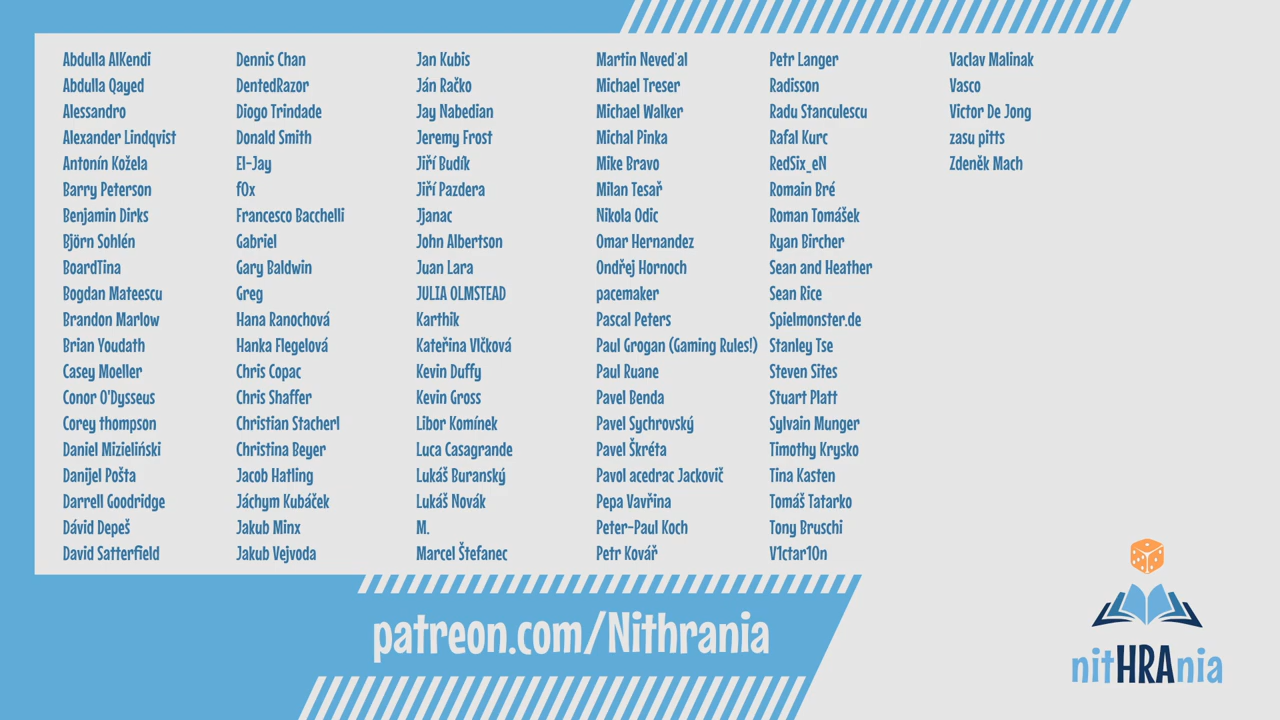 Abdulla AlKendi
Abdulla Qayed
Alessandro
Alexander Lindqvist
Antonín Kožela
Barry Peterson
Benjamin Dirks
Björn Sohlén
BoardTina
Bogdan Mateescu
Brandon Marlow
Brian Youdath
Casey Moeller
Conor O'Dysseus
Corey thompson
Daniel Mizieliński
Danijel Pošta
Darrell Goodridge
Dávid Depeš
David Satterfield
Dennis Chan
DentedRazor
Diogo Trindade
Donald Smith
El-Jay
f0x
Francesco Bacchelli
Gabriel
Gary Baldwin
Greg
Hana Ranochová
Hanka Flegelová
Chris Copac
Chris Shaffer
Christian Stacherl
Christina Beyer
Jacob Hatling
Jáchym Kubáček
Jakub Minx
Jakub Vejvoda
Jan Kubis
Ján Račko
Jay Nabedian
Jeremy Frost
Jiří Budík
Jiří Pazdera
Jjanac
John Albertson
Juan Lara
JULIA OLMSTEAD
Karthik
Kateřina Vlčková
Kevin Duffy
Kevin Gross
Libor Komínek
Luca Casagrande
Lukáš Buranský
Lukáš Novák
M.
Marcel Štefanec
Martin Neveďal
Michael Treser
Michael Walker
Michal Pinka
Mike Bravo
Milan Tesař
Nikola Odic
Omar Hernandez
Ondřej Hornoch
pacemaker
Pascal Peters
Paul Grogan (Gaming Rules!)
Paul Ruane
Pavel Benda
Pavel Sychrovský
Pavel Škréta
Pavol acedrac Jackovič
Pepa Vavřina
Peter-Paul Koch
Petr Kovář
Petr Langer
Radisson
Radu Stanculescu
Rafal Kurc
RedSix_eN
Romain Bré
Roman Tomášek
Ryan Bircher
Sean and Heather
Sean Rice
Spielmonster.de
Stanley Tse
Steven Sites
Stuart Platt
Sylvain Munger
Timothy Krysko
Tina Kasten
Tomáš Tatarko
Tony Bruschi
V1ctar10n
Vaclav Malinak
Vasco
Victor De Jong
zasu pitts
Zdeněk Mach
patreon.com/Nithrania
nitHRAnia